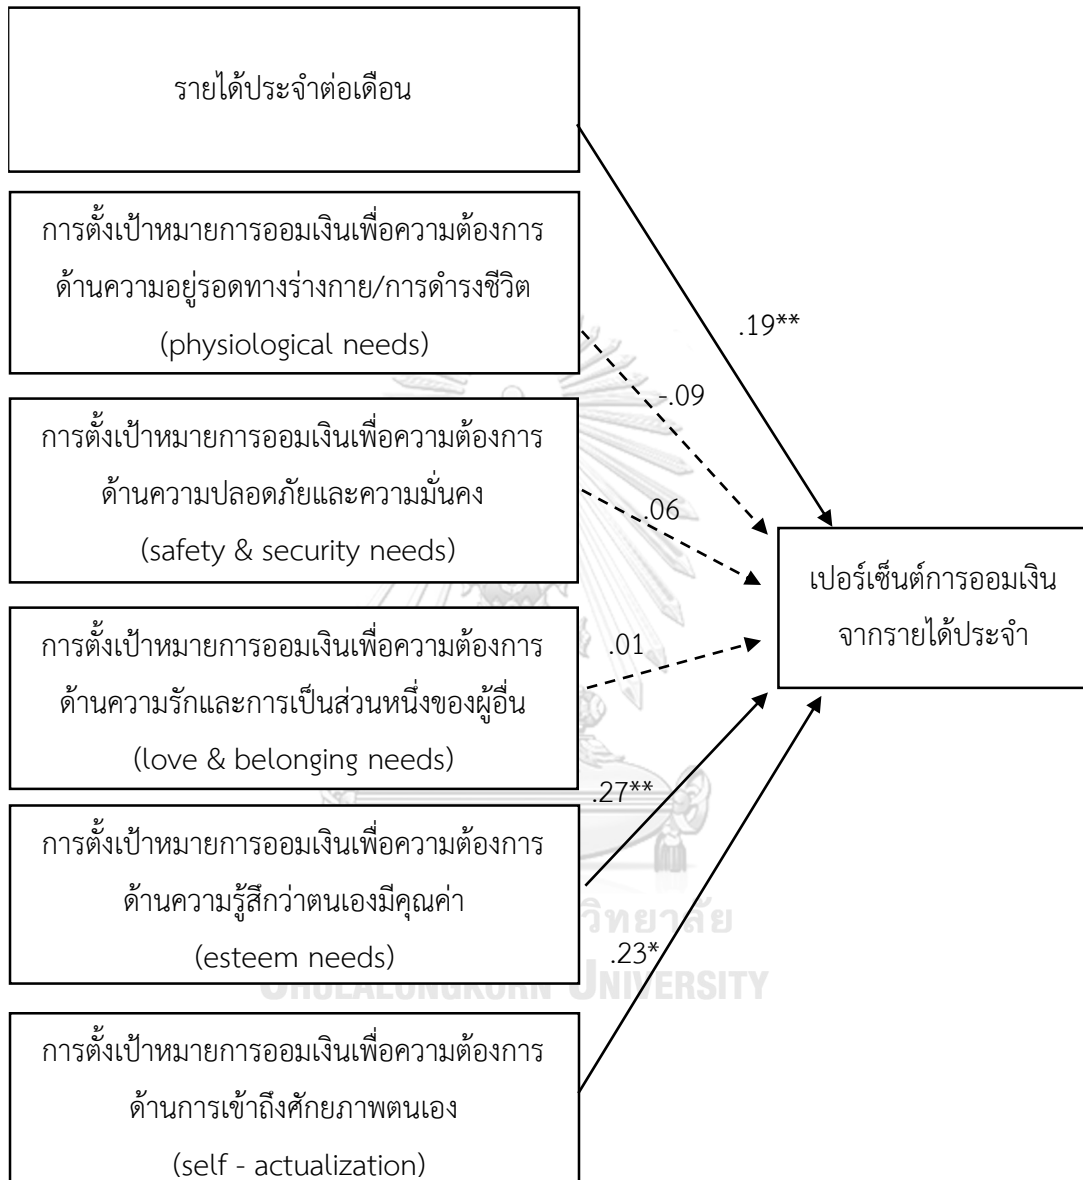 รายได้ประจำต่อเดือน
การตั้งเป้าหมายการออมเงินเพื่อความต้องการ
ด้านความอยู่รอดทางร่างกาย/การดำรงชีวิต
(physiological needs)
การตั้งเป้าหมายการออมเงินเพื่อความต้องการ
ด้านความปลอดภัยและความมั่นคง
(safety & security needs)
การตั้งเป้าหมายการออมเงินเพื่อความต้องการ
ด้านความรักและการเป็นส่วนหนึ่งของผู้อื่น
(love & belonging needs)
การตั้งเป้าหมายการออมเงินเพื่อความต้องการ
ด้านความรู้สึกว่าตนเองมีคุณค่า
(esteem needs)
การตั้งเป้าหมายการออมเงินเพื่อความต้องการ
ด้านการเข้าถึงศักยภาพตนเอง
(self - actualization)
.19**
-.09
.06
.01
.27**
.23*
เปอร์เซ็นต์การออมเงิน
จากรายได้ประจำ
วิทยาลัย
CHULALONGKORN UNIVERSITY